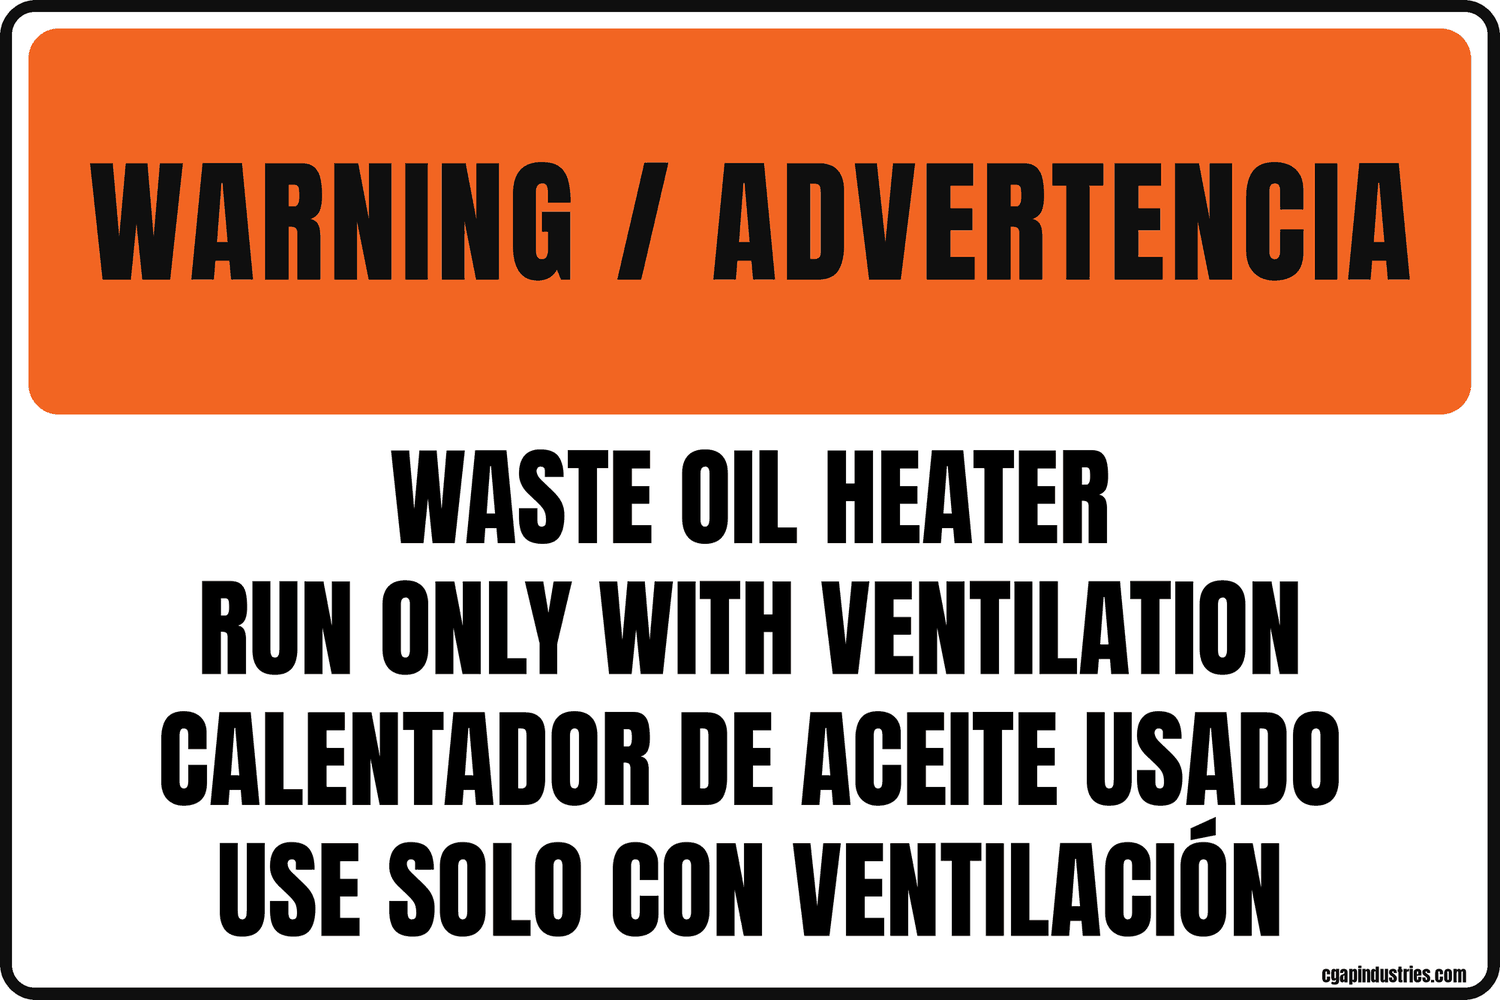 WARNING / ADVERTENCIA
WASTE OIL HEATER
RUN ONLY WITH VENTILATION
CALENTADOR DE ACEITE USADO
USE SOLO CON VENTILACIÓN
cgapindustries.com